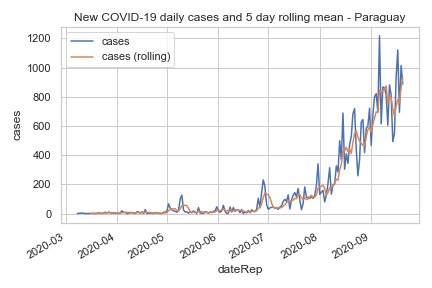 New COVID-19 daily cases and 5 day rolling mean - Paraguay
cases
cases (rolling)
1200
1000
800
600
400
200
0
cases
2020-03
2020-04
2020-05
2020-06
2020-07
2020-08
2020-09
dateRep